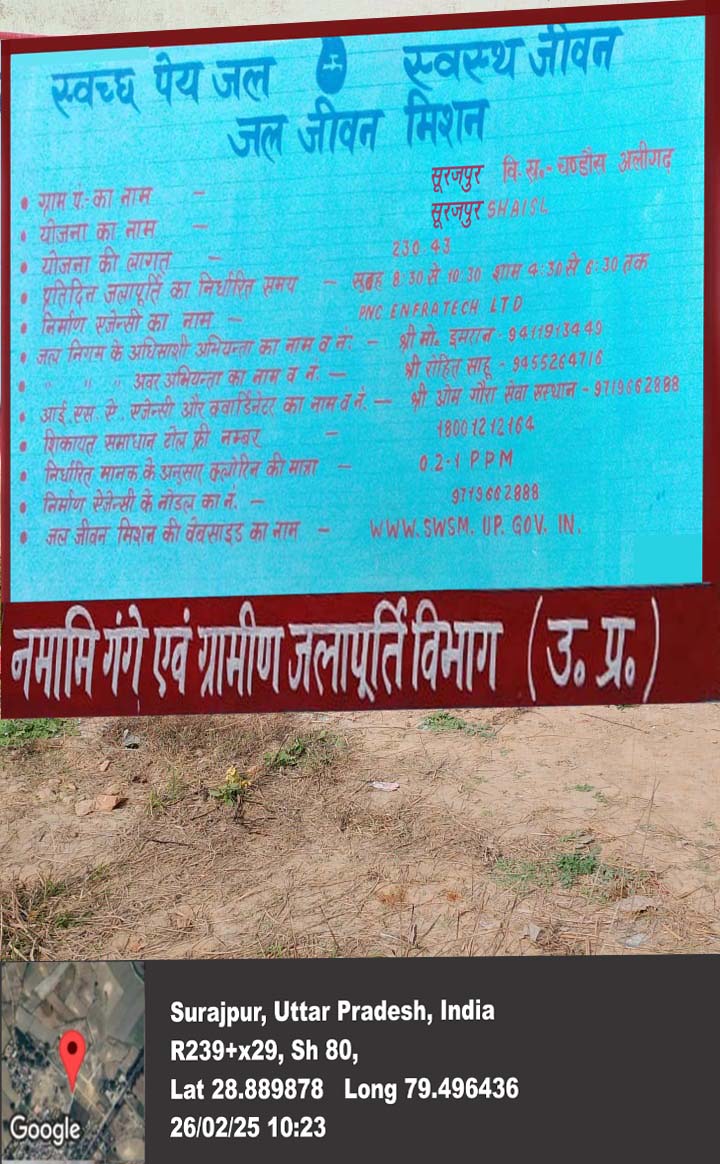 स्वच्छ पेय जल स्वस्थ जीवन
जल जीवन मिशन
• ग्राम पं.- का नाम - सूरजपुर वि.ख.- चण्डौस अलीगढ़
• योजना का नाम - सूरजपुर SHAISL
• योजना की लागत - 230.43
• प्रतिदिन जलापूर्ति का निर्धारित समय - सुबह 8:30 से 10:30 शाम 4:30 से 6:30 तक
• निर्माण एजेन्सी का नाम - PNC ENFRATECH LTD
• जल निगम के अधिसाशी अभियन्ता का नाम व नं. - श्री मो. इमरान - 9411913449
• " " " अवर अभियन्ता का नाम व नं. - श्री रोहित साहू - 9455264716
• आई. एस. ऐ. एजेन्सी और क्वार्डिनेटर का नाम व नं. - श्री ओम गौरा सेवा संस्थान - 9719662888
• शिकायत समाधान टोल फ्री नम्बर - 18001212164
• निर्धारित मानक के अनुसार क्लोरिन की मात्रा - 0.2-1 PPM
• निर्माण ऐजेन्सी के नोडल का नं. - 9719662888
• जल जीवन मिशन की वेबसाइड का नाम - WWW.SWSM.UP.GOV.IN.
नमामि गंगे एवं ग्रामीण जलापूर्ति विभाग (उ. प्र.)
Surajpur, Uttar Pradesh, India
R239+x29, Sh 80,
Lat 28.889878 Long 79.496436
26/02/25 10:23
Google